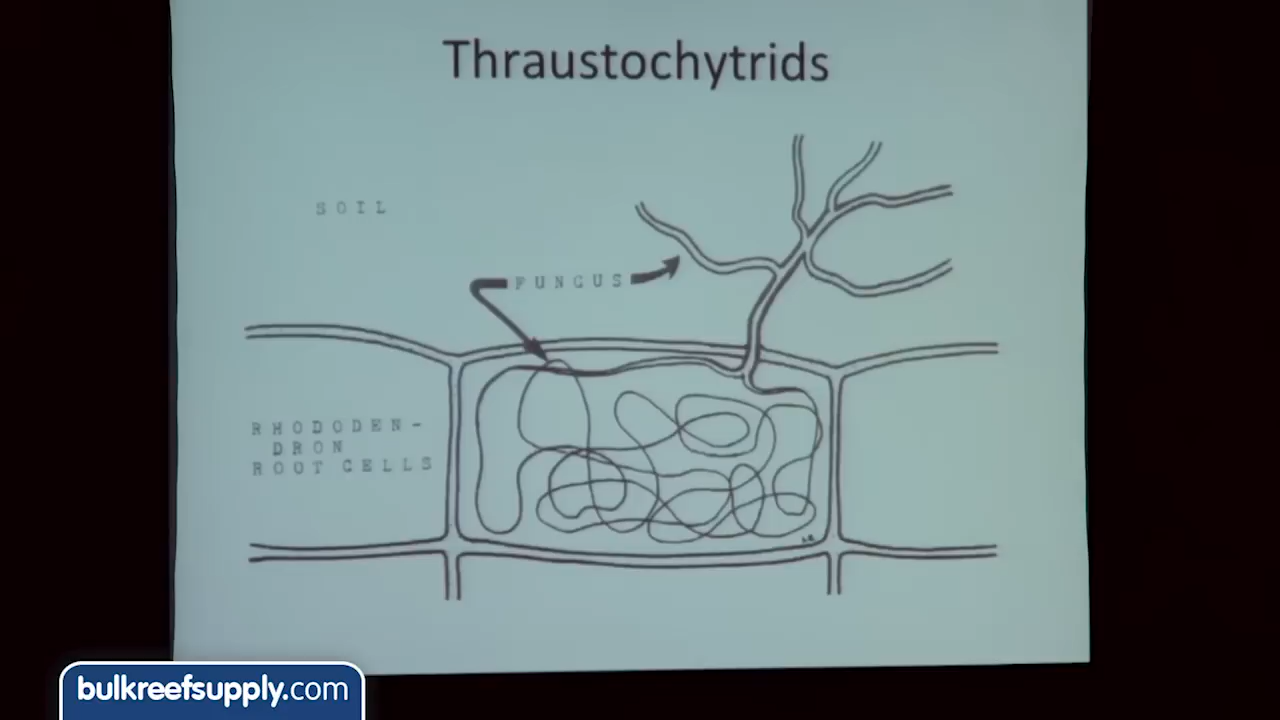 Thraustochytrids
SOIL
FUNGUS
RHODODEN-
DRON
ROOT CELLS
bulkreefsupply.com